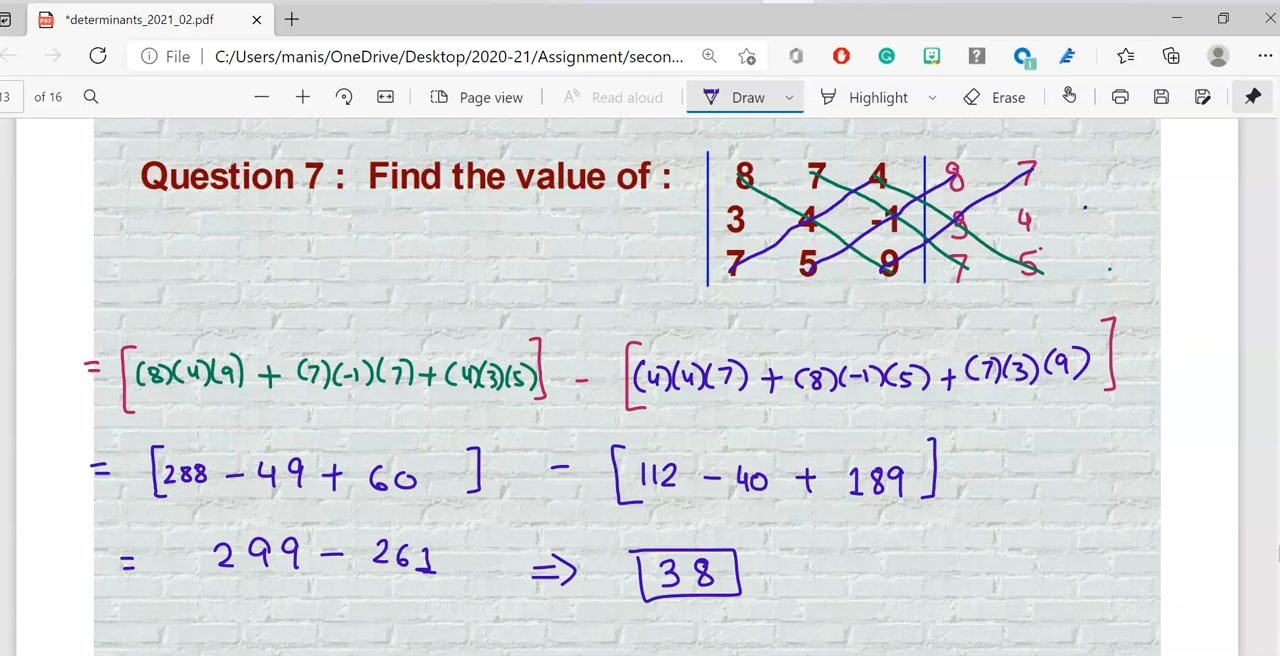 *determinants_2021_02.pdf
File C:/Users/manis/OneDrive/Desktop/2020-21/Assignment/secon...
13 of 16 Page view Read aloud Draw Highlight Erase
Question 7 : Find the value of :
8 7 4 8 7
3 4 -1 3 4
7 5 9 7 5
= [(8)(4)(9) + (7)(-1)(7) + (4)(3)(5)] - [(4)(4)(7) + (8)(-1)(5) + (7)(3)(9)]
= [288 - 49 + 60] - [112 - 40 + 189]
= 299 - 261 ⇒ 38